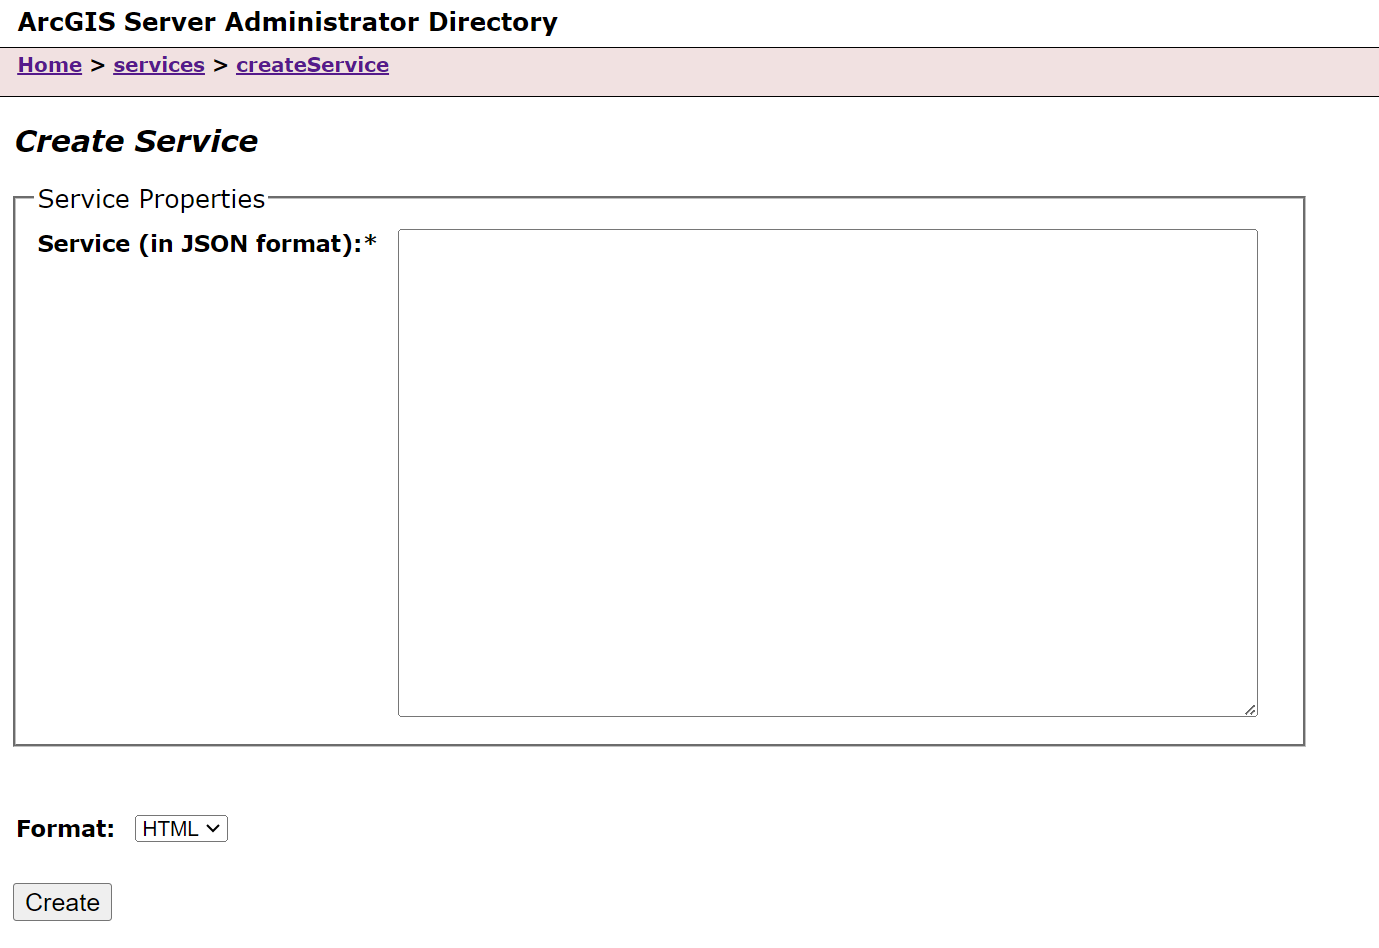 ArcGIS Server Administrator Directory
Home > services > createService
Create Service
Service Properties
Service (in JSON format):*
Format: HTML
Create